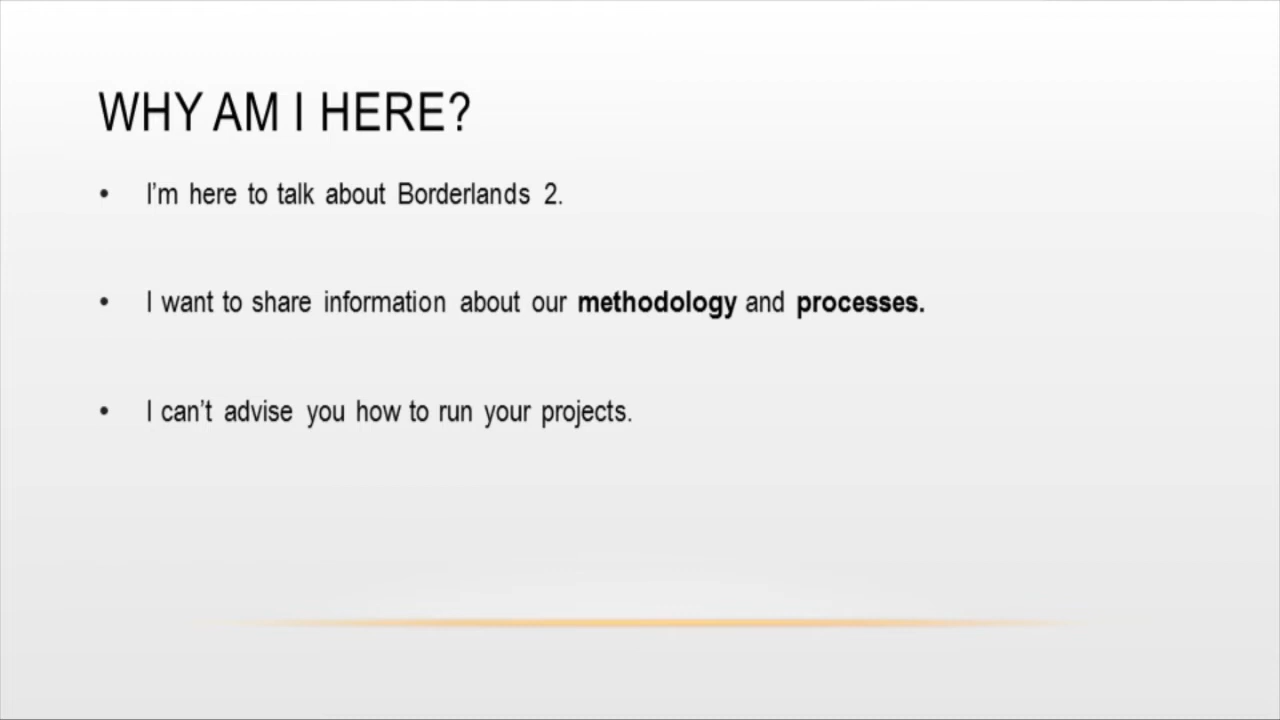 WHY AM I HERE?
• I’m here to talk about Borderlands 2.
• I want to share information about our methodology and processes.
• I can’t advise you how to run your projects.